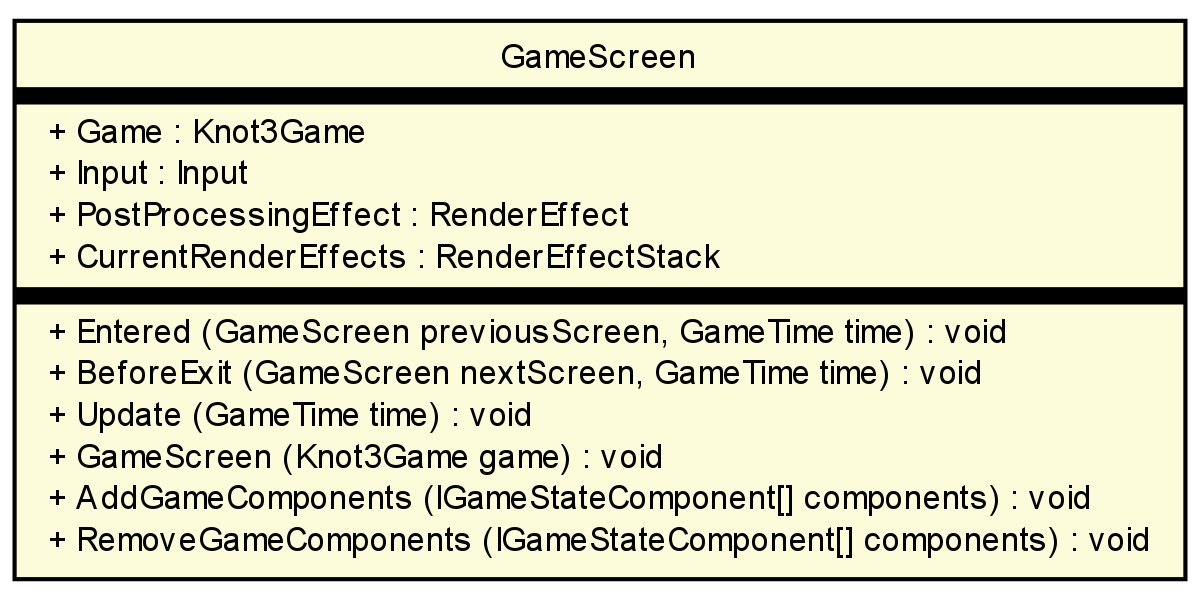 GameScreen
+ Game : Knot3Game
+ Input : Input
+ PostProcessingEffect : RenderEffect
+ CurrentRenderEffects : RenderEffectStack
+ Entered (GameScreen previousScreen, GameTime time) : void
+ BeforeExit (GameScreen nextScreen, GameTime time) : void
+ Update (GameTime time) : void
+ GameScreen (Knot3Game game) : void
+ AddGameComponents (IGameStateComponent[] components) : void
+ RemoveGameComponents (IGameStateComponent[] components) : void